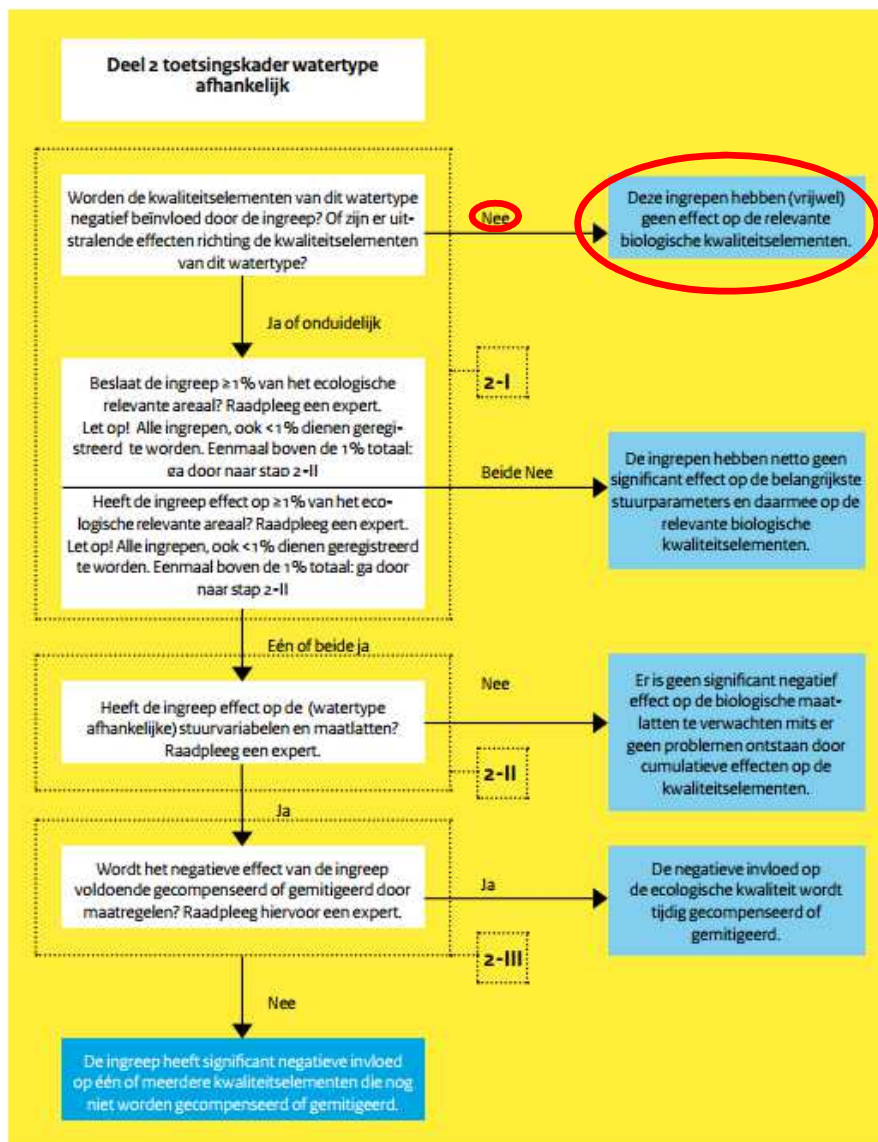 Deel 2 toetsingskader watertype
afhankelijk
Worden de kwaliteitselementen van dit watertype
negatief beïnvloed door de ingreep? Of zijn er uit-
stralende effecten richting de kwaliteitselementen
van dit watertype?
Nee
Deze ingrepen hebben (vrijwel)
geen effect op de relevante
biologische kwaliteitselementen.
Ja of onduidelijk
2-I
Beslaat de ingreep ≥1% van het ecologische
relevante areaal? Raadpleeg een expert.
Let op! Alle ingrepen, ook <1% dienen geregi-
streerd te worden. Eenmaal boven de 1% totaal:
ga door naar stap 2-II
Heeft de ingreep effect op ≥1% van het eco-
logische relevante areaal? Raadpleeg een expert.
Let op! Alle ingrepen, ook <1% dienen geregistreerd
te worden. Eenmaal boven de 1% totaal: ga door
naar stap 2-II
Beide Nee
De ingrepen hebben netto geen
significant effect op de belangrijkste
stuurparameters en daarmee op de
relevante biologische
kwaliteitselementen.
Eén of beide ja
Heeft de ingreep effect op de (watertype
afhankelijke) stuurvariabelen en maatlatten?
Raadpleeg een expert.
Nee
Er is geen significant negatief
effect op de biologische maat-
latten te verwachten mits er
geen problemen ontstaan door
cumulatieve effecten op de
kwaliteitselementen.
2-II
Ja
Wordt het negatieve effect van de ingreep
voldoende gecompenseerd of gemitigeerd door
maatregelen? Raadpleeg hiervoor een expert.
Ja
De negatieve invloed op
de ecologische kwaliteit wordt
tijdig gecompenseerd of
gemitigeerd.
2-III
Nee
De ingreep heeft significant negatieve invloed
op één of meerdere kwaliteitselementen die nog
niet worden gecompenseerd of gemitigeerd.